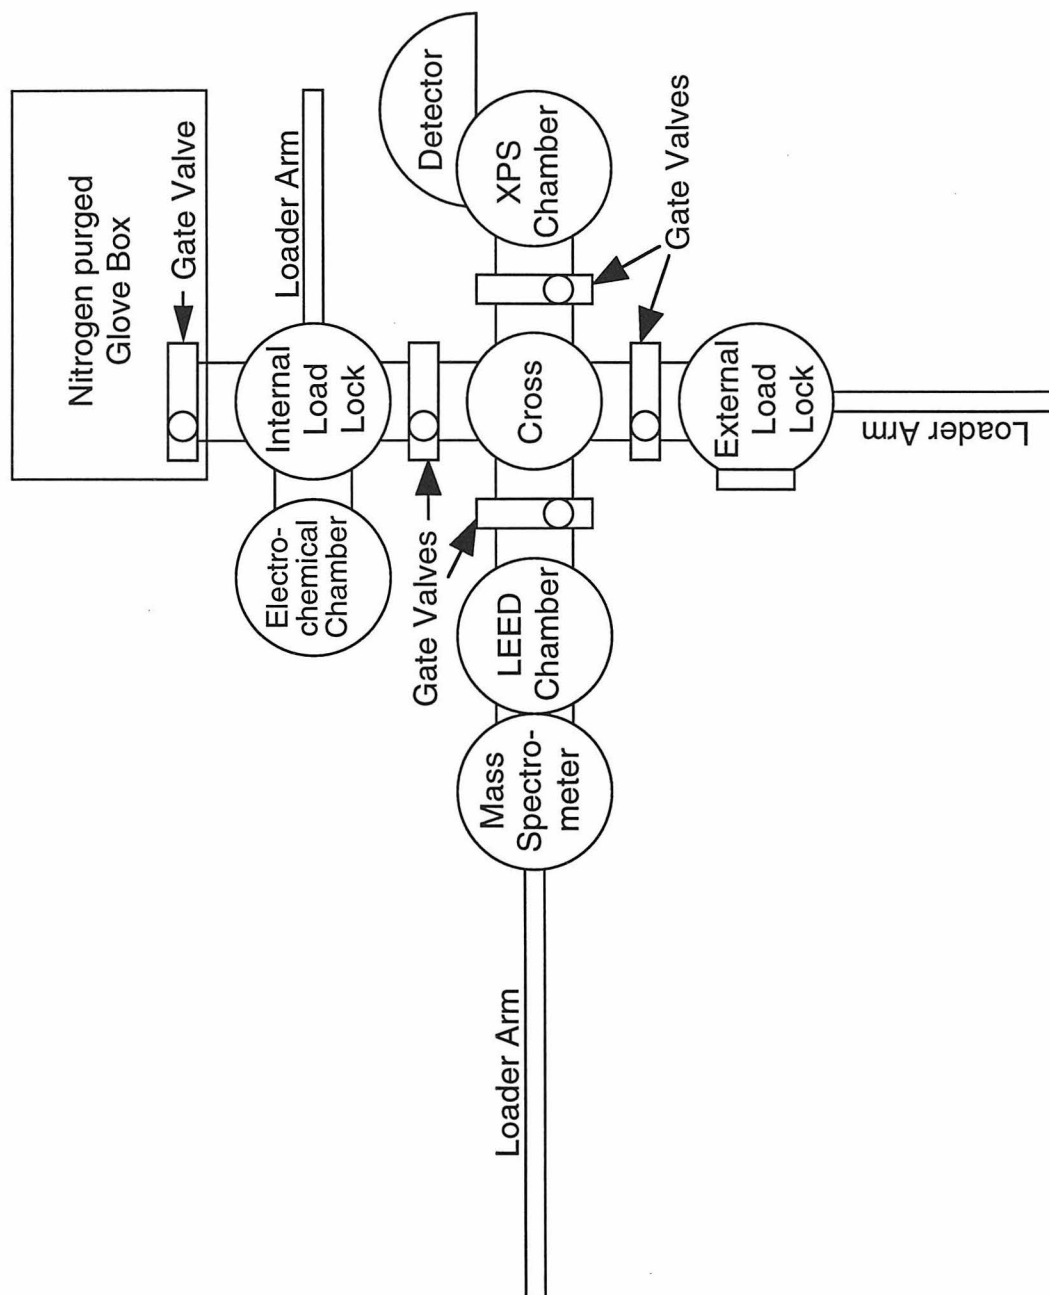 Nitrogen purged
Glove Box
Gate Valve
Loader Arm
Internal
Load
Lock
Electro-
chemical
Chamber
Detector
XPS
Chamber
Gate Valves
Gate Valves
Cross
LEED
Chamber
Mass
Spectro-
meter
External
Load
Lock
Loader Arm
Loader Arm